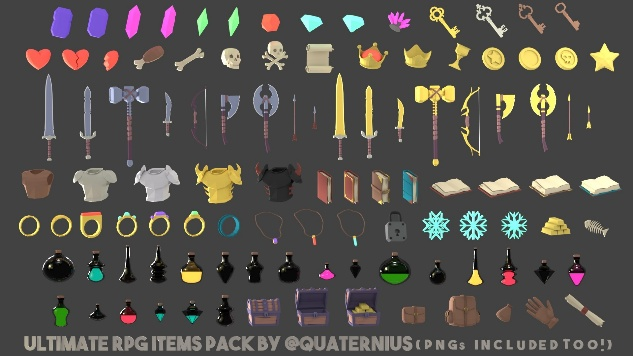 ULTIMATE RPG ITEMS PACK BY @QUATERNIUS (PNGs INCLUDED TOO!)